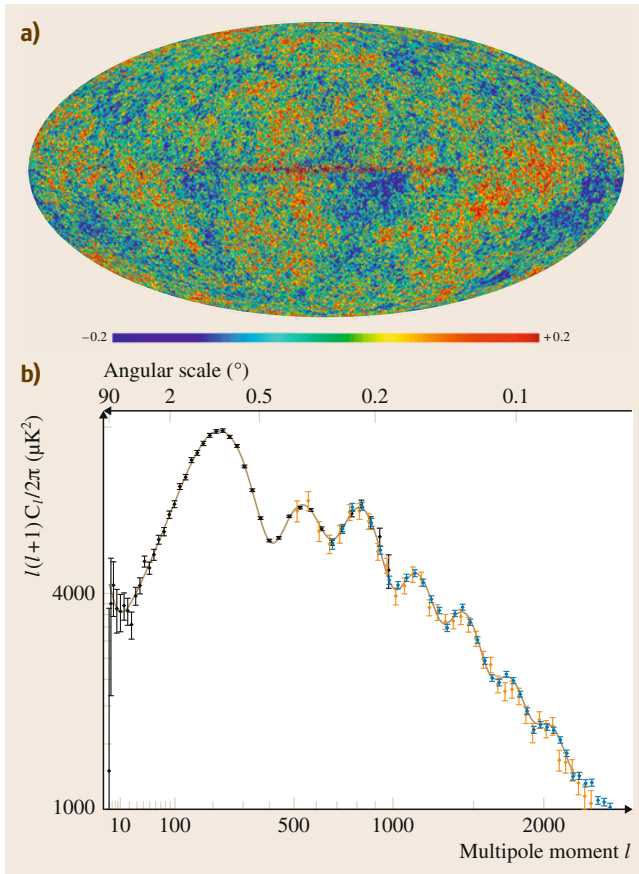 a)
−0.2 +0.2
b)
Angular scale (°)
90 2 0.5 0.2 0.1
l(l+1) C_l/2π (μK²)
4000
1000
10 100 500 1000 2000
Multipole moment l